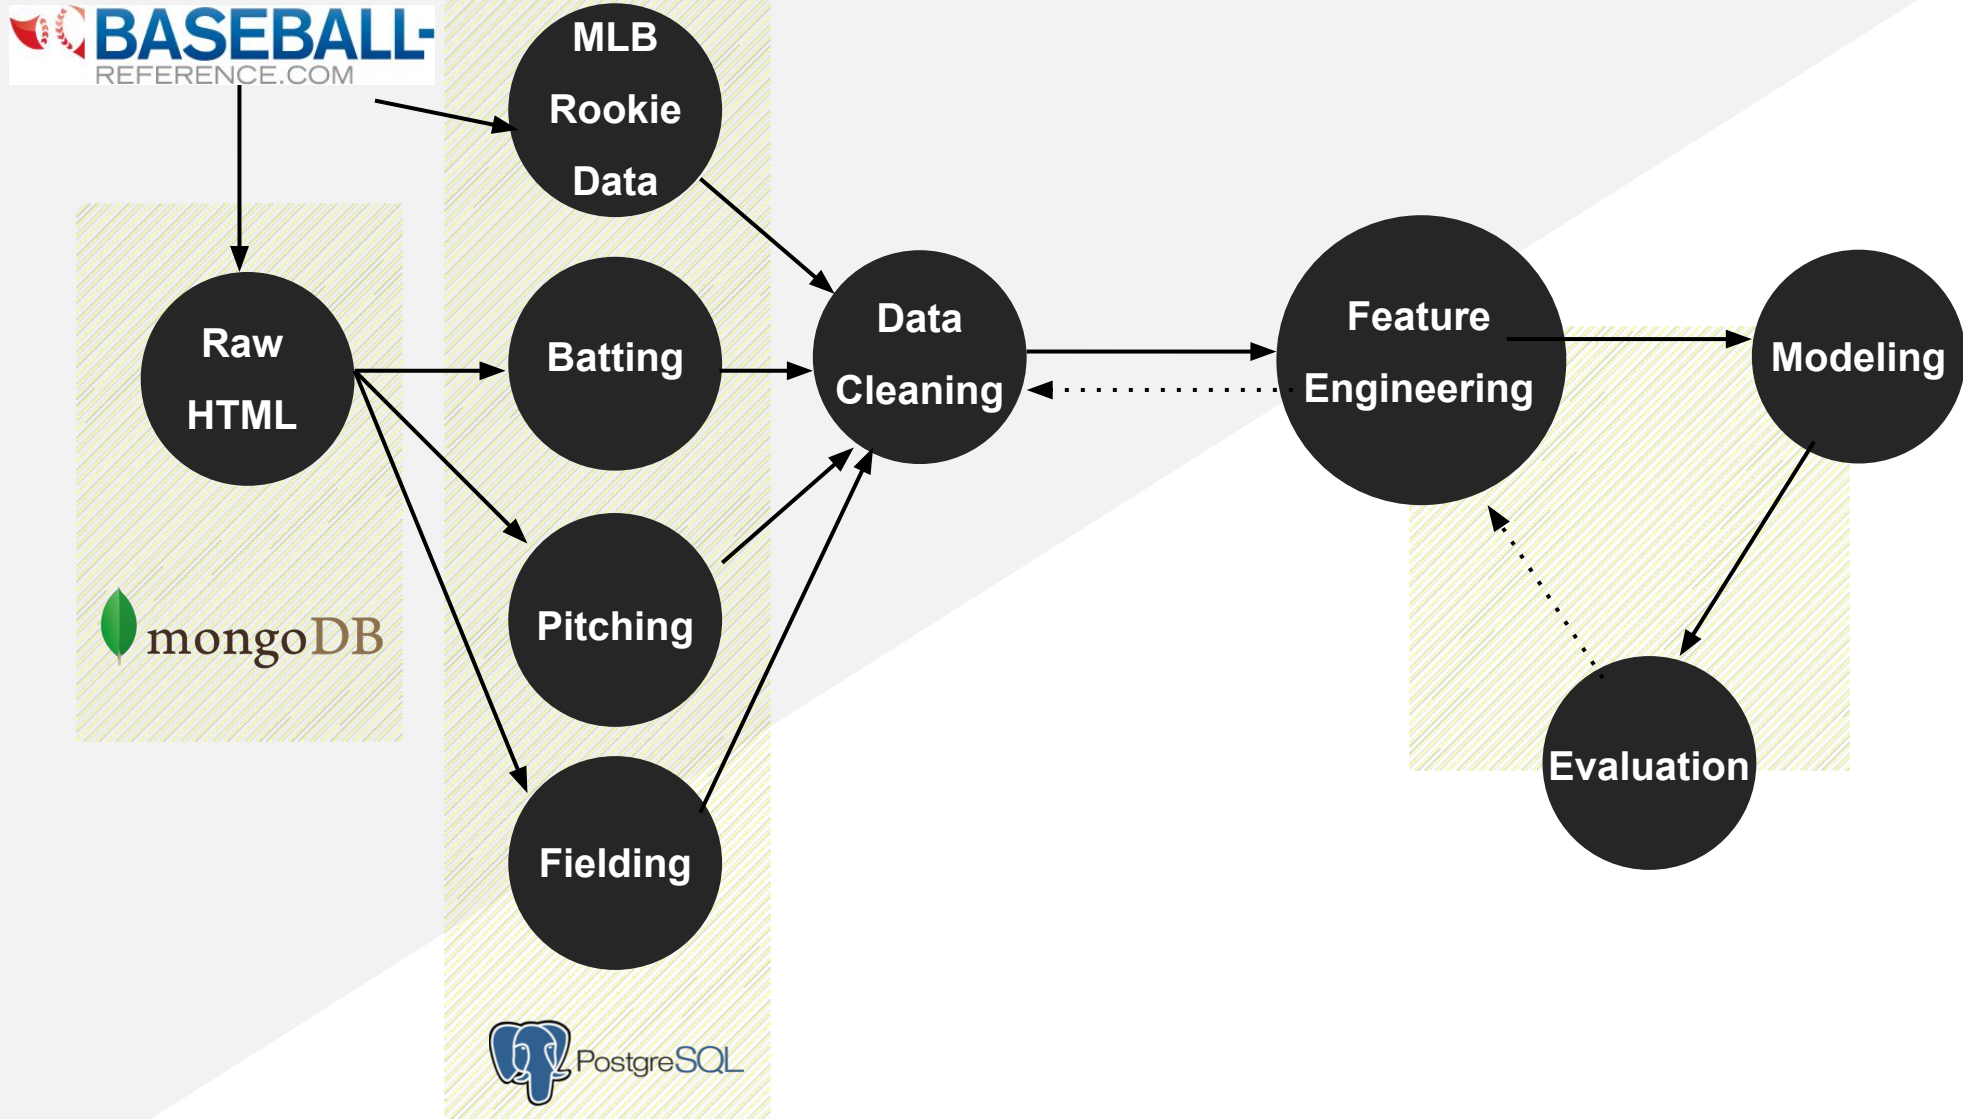 BASEBALL-
REFERENCE.COM
MLB
Rookie
Data
Raw
HTML
Batting
Data
Cleaning
Feature
Engineering
Modeling
Pitching
mongoDB
Evaluation
Fielding
PostgreSQL